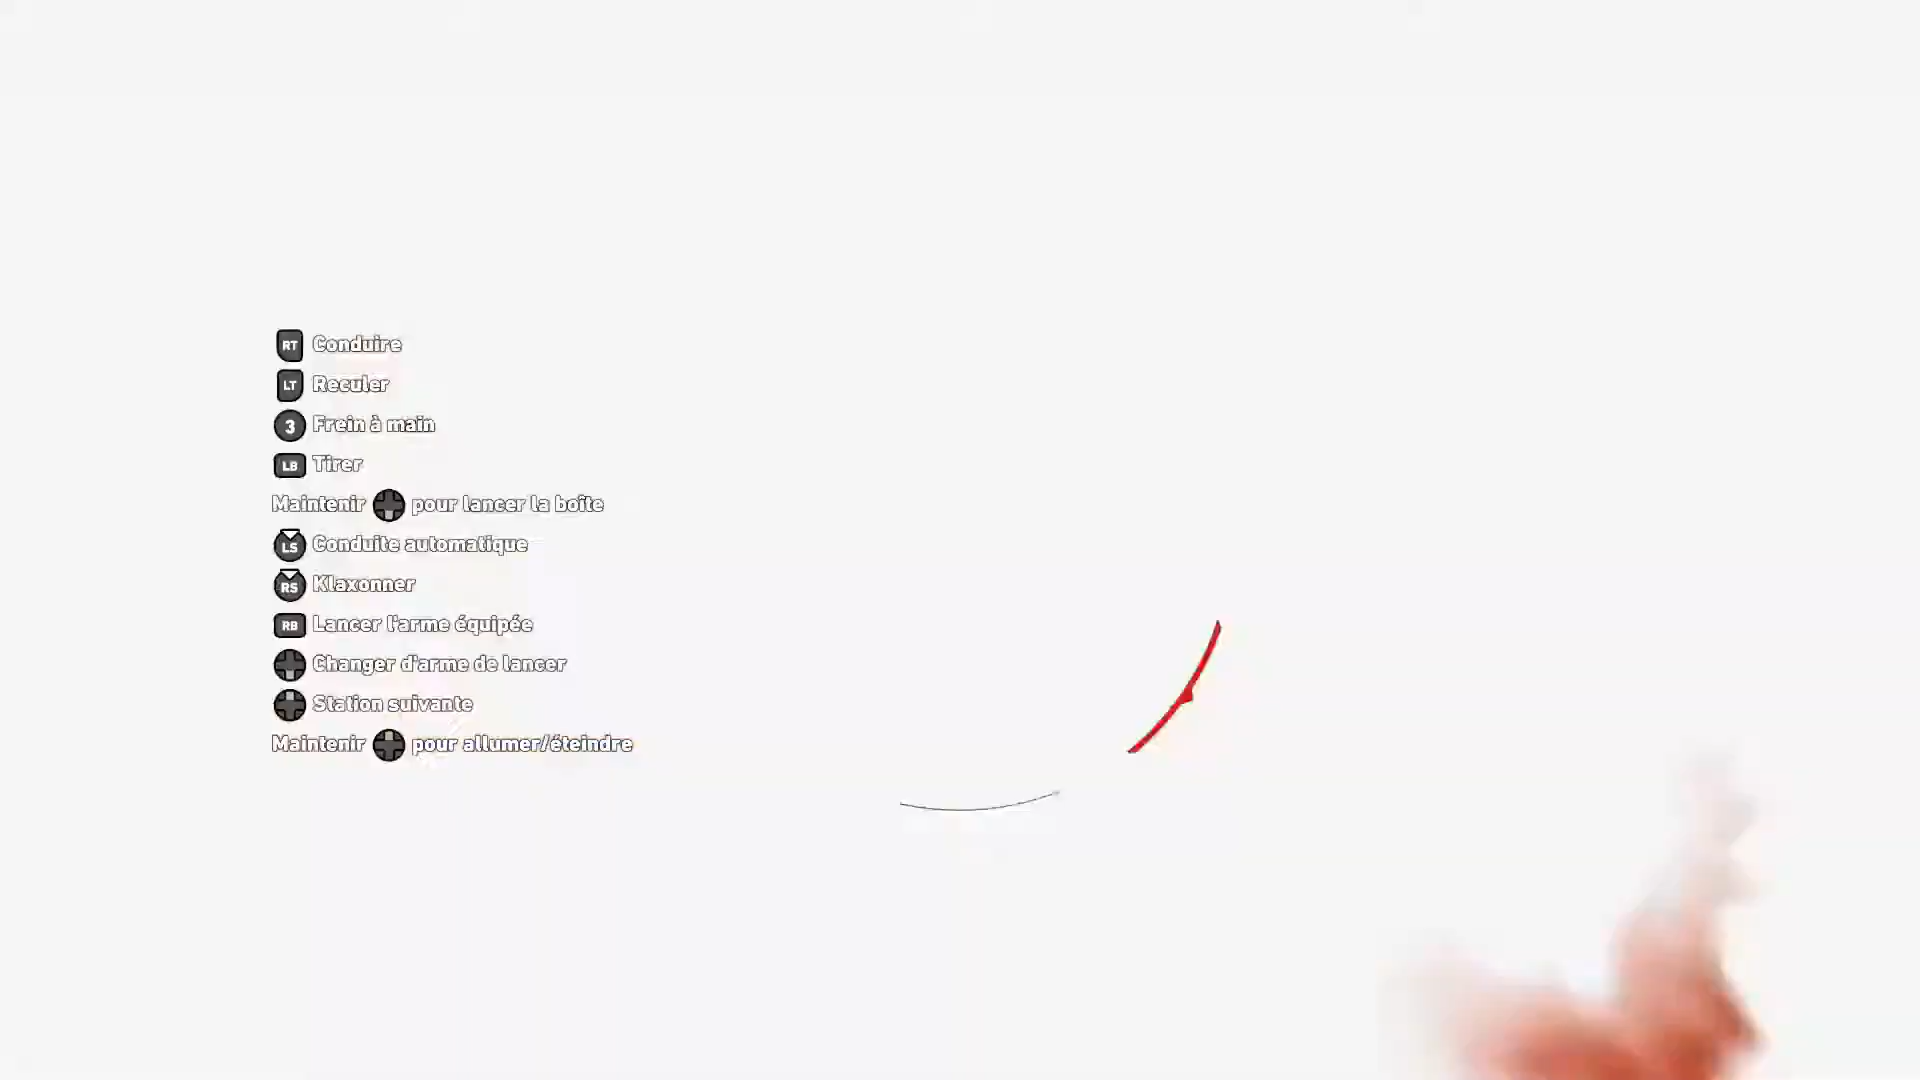 RT Conduire
LT Reculer
3 Frein à main
LB Tirer
Maintenir pour lancer la boîte
LS Conduite automatique
RS Klaxonner
RB Lancer l'arme équipée
Changer d'arme de lancer
Station suivante
Maintenir pour allumer/éteindre